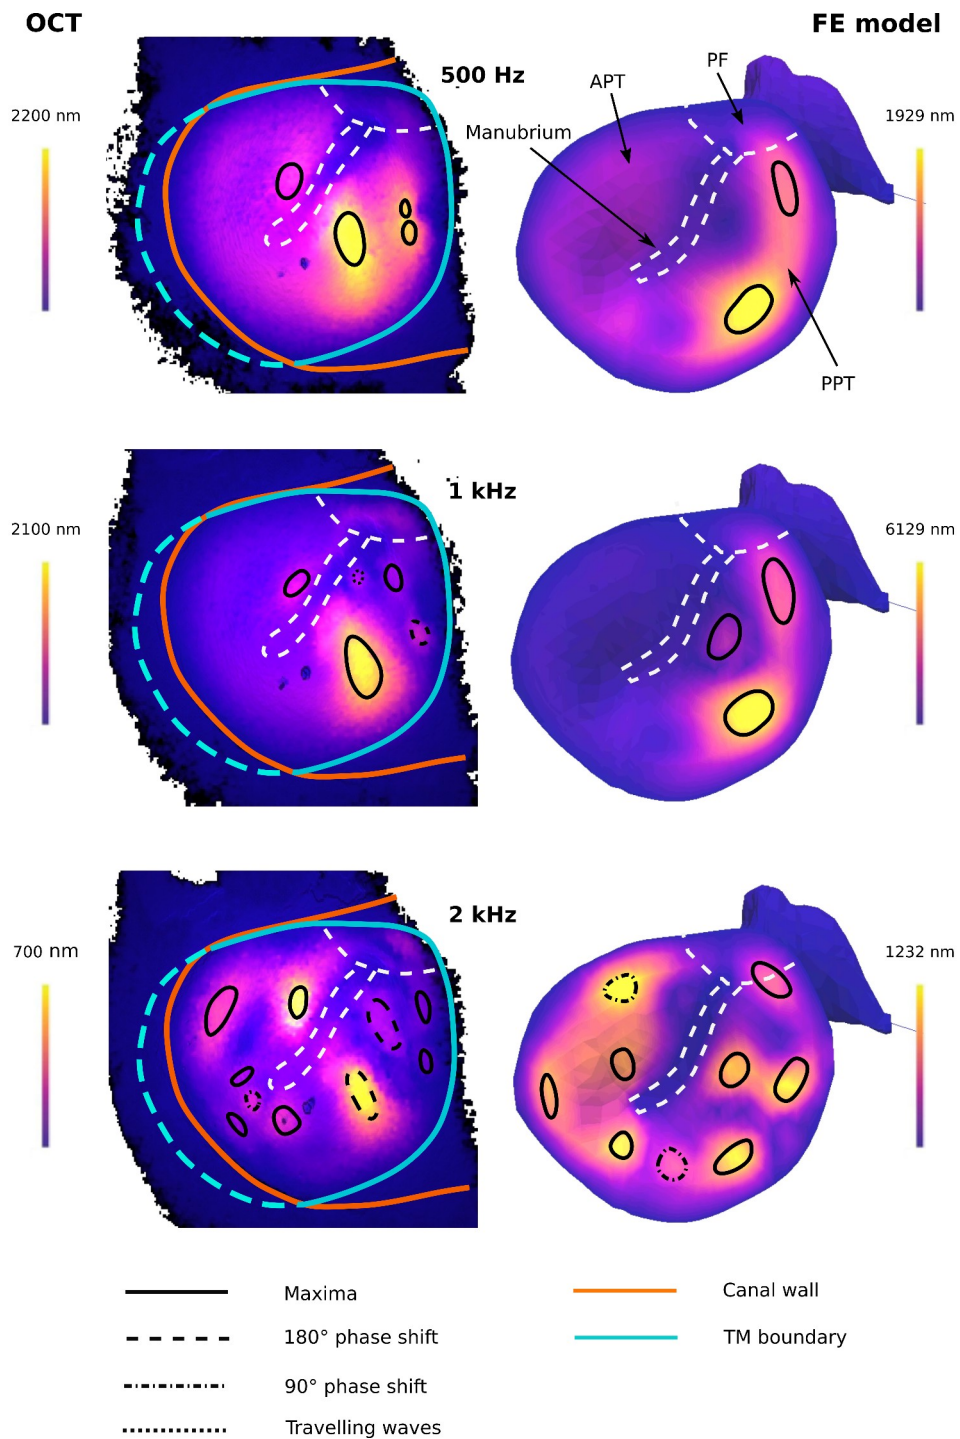 OCT
FE model
500 Hz
2200 nm
1929 nm
APT
PF
Manubrium
PPT
1 kHz
2100 nm
6129 nm
2 kHz
700 nm
1232 nm
Maxima
Canal wall
180° phase shift
TM boundary
90° phase shift
Travelling waves